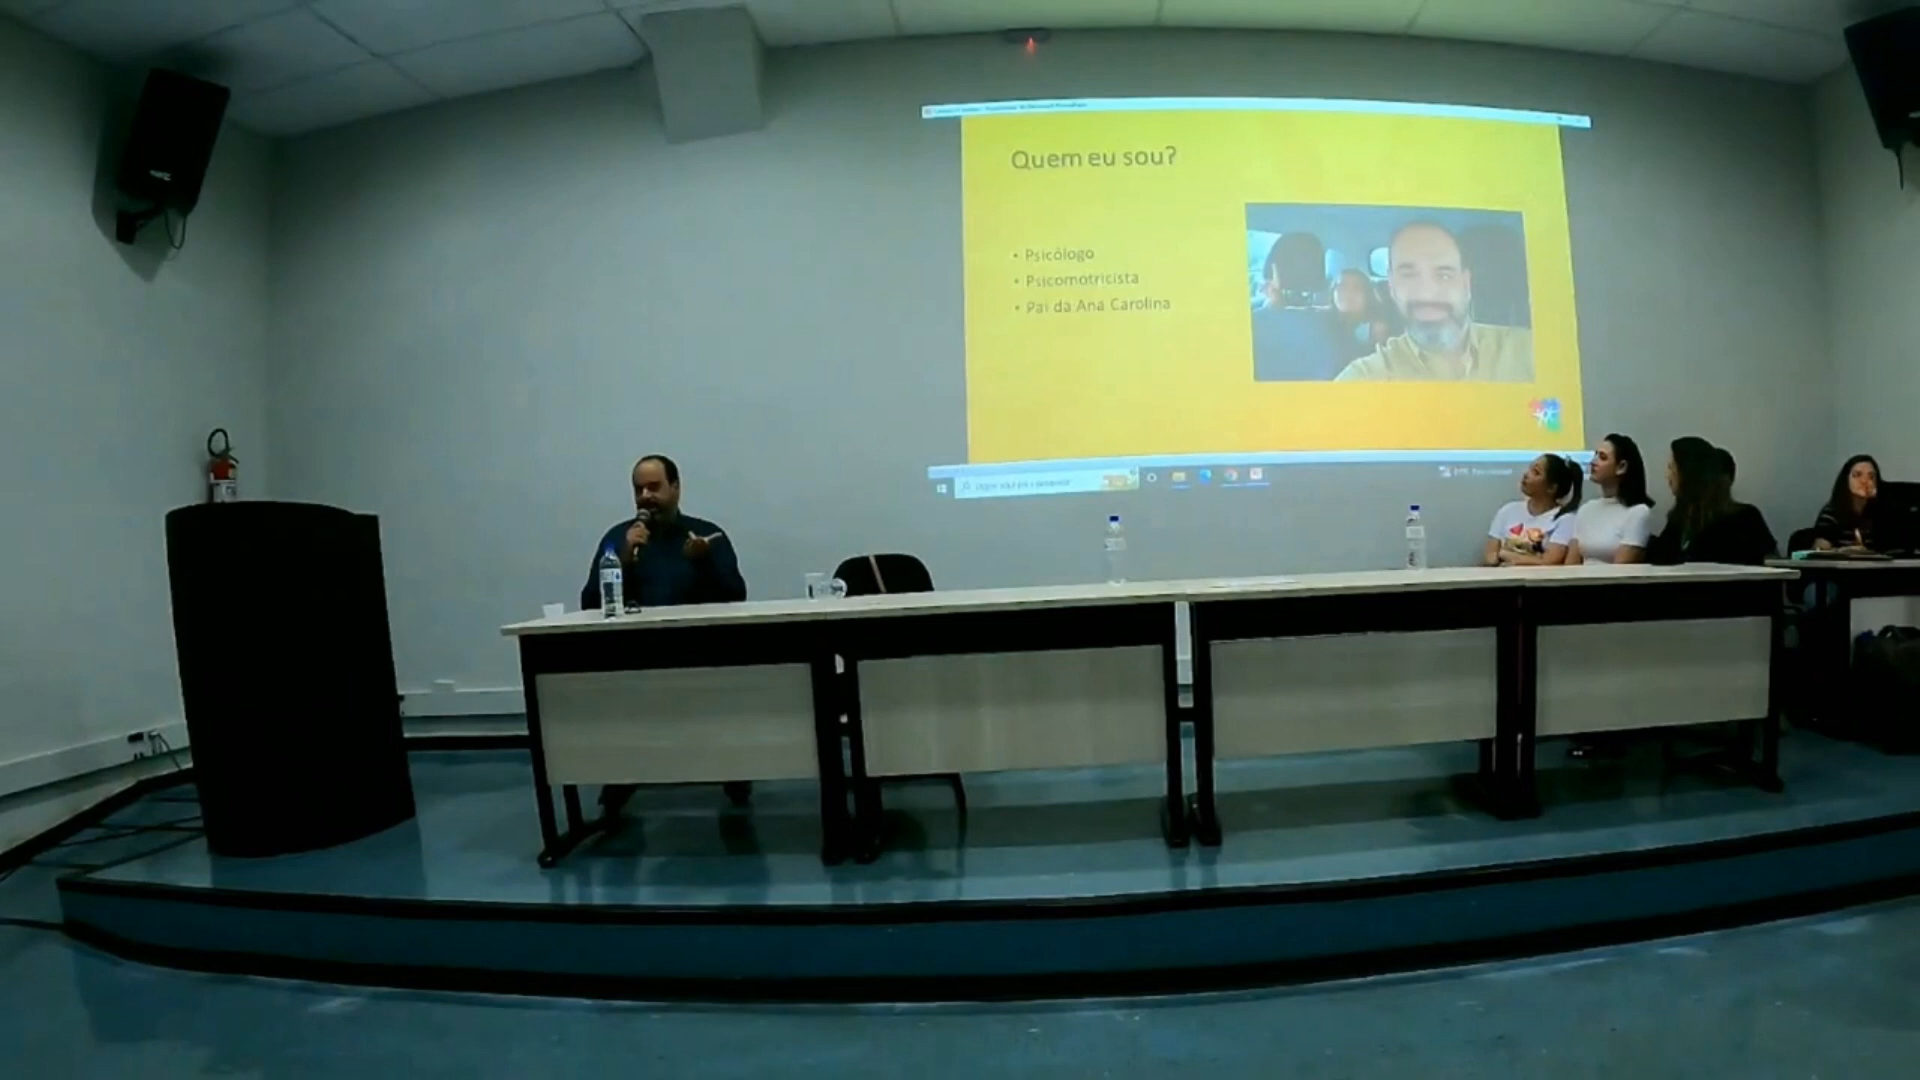 Quem eu sou?
• Psicólogo
• Psicomotricista
• Pai da Ana Carolina